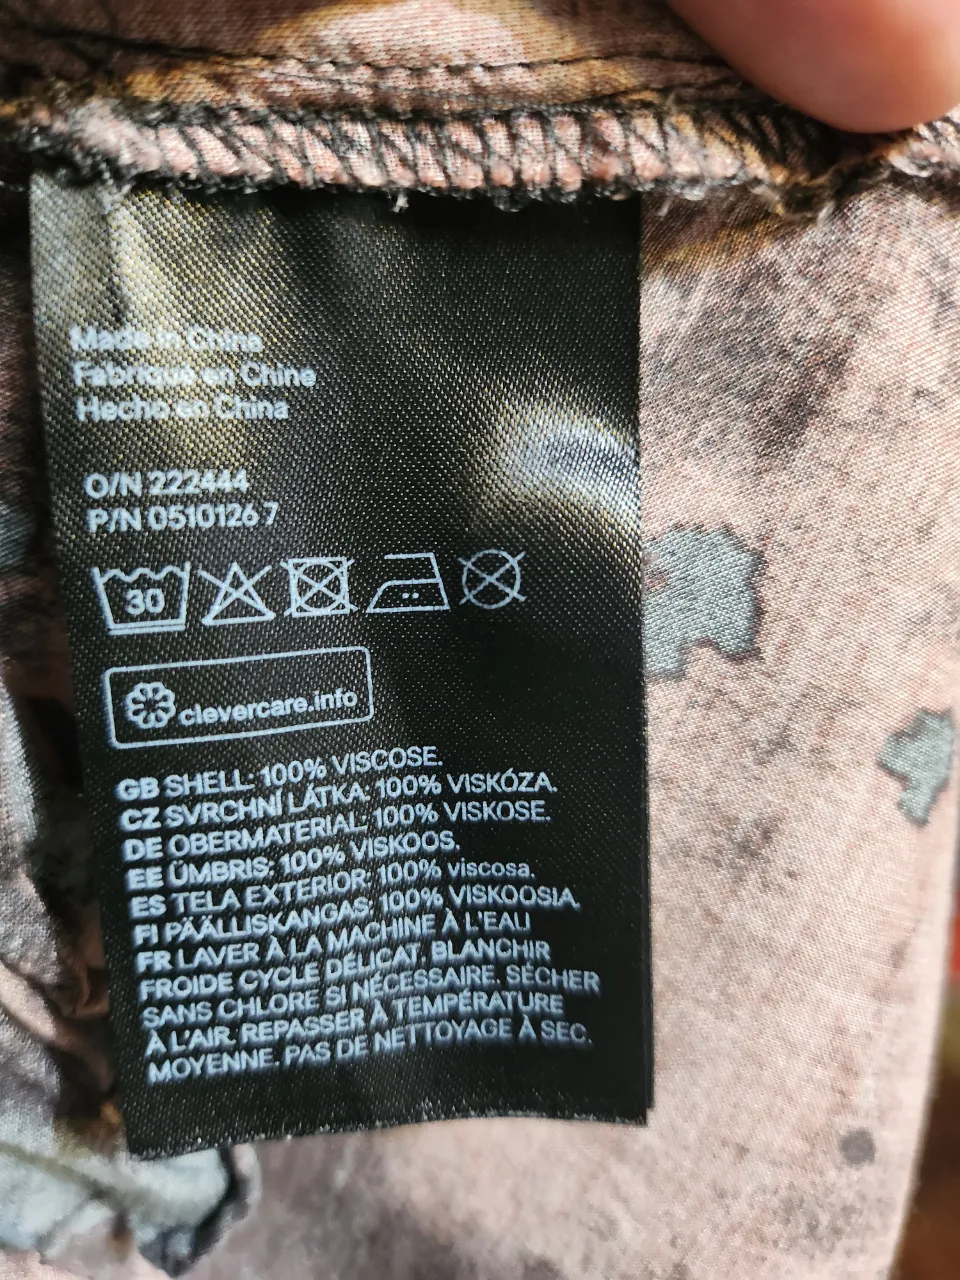 Made in China
Fabriqué en Chine
Hecho en China
O/N 222444
P/N 0510126 7
30
clevercare.info
GB SHELL: 100% VISCOSE.
CZ SVRCHNÍ LÁTKA: 100% VISKÓZA.
DE OBERMATERIAL: 100% VISKOSE.
EE ÜMBRIS: 100% VISKOOS.
ES TELA EXTERIOR: 100% viscosa.
FI PÄÄLLISKANGAS: 100% VISKOOSIA.
FR LAVER À LA MACHINE À L'EAU
FROIDE CYCLE DÉLICAT. BLANCHIR
SANS CHLORE SI NÉCESSAIRE. SÉCHER
À L'AIR. REPASSER À TEMPÉRATURE
MOYENNE. PAS DE NETTOYAGE À SEC.